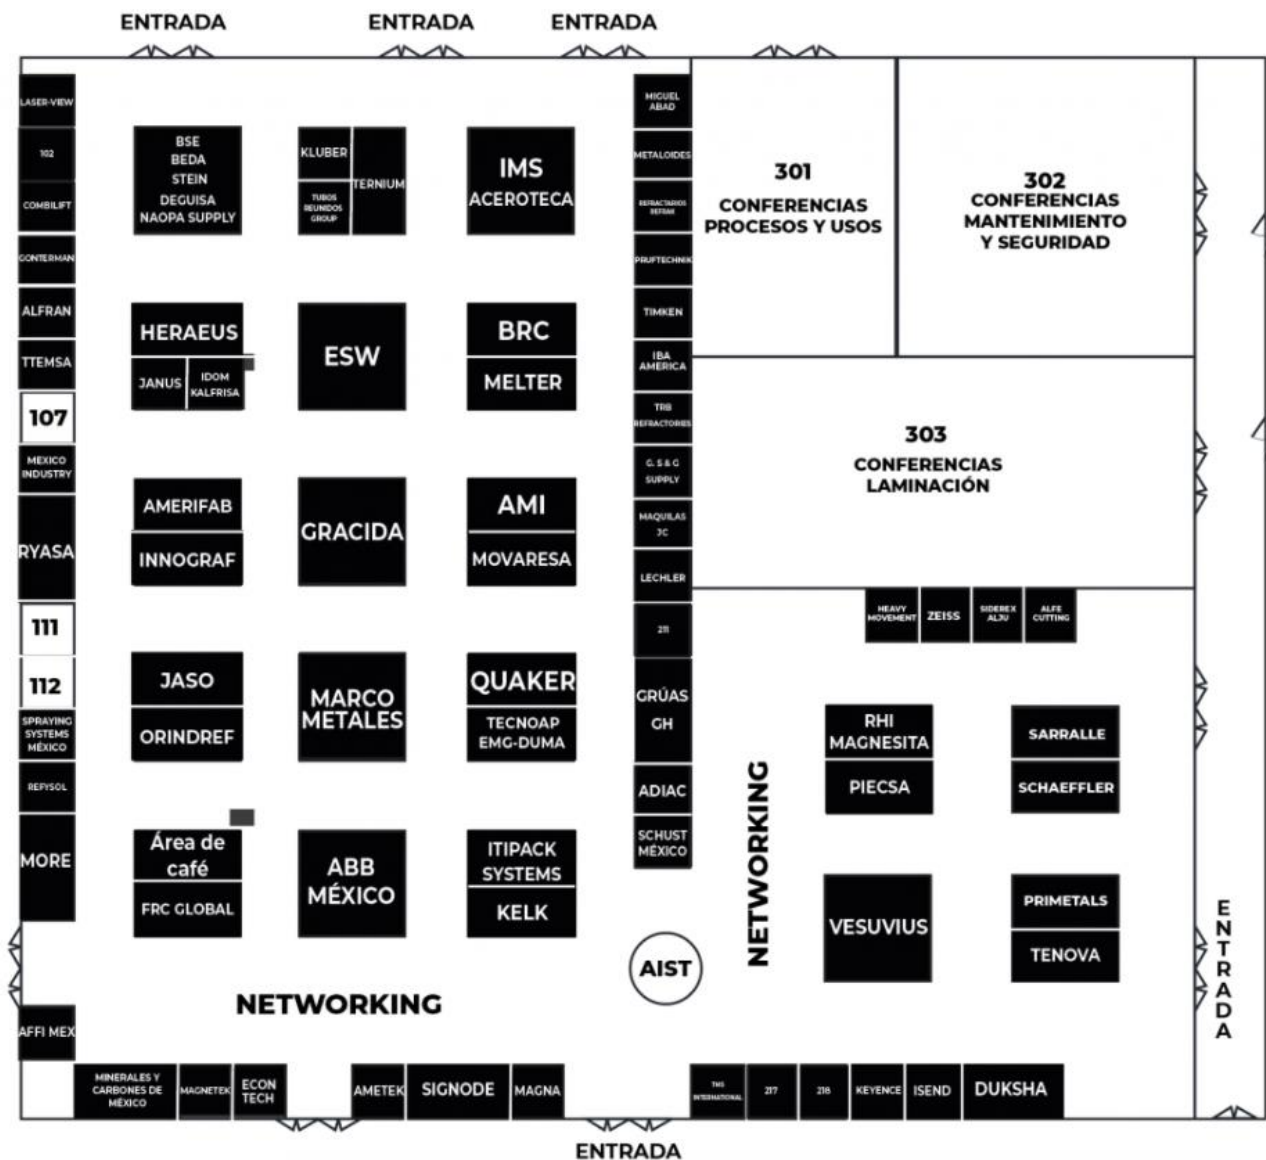 ENTRADA
ENTRADA
ENTRADA
LASER-VIEW
102
COMBILIFT
GONTERMAN
ALFRAN
TTEMSA
107
MEXICO
INDUSTRY
RYASA
111
112
SPRAYING
SYSTEMS
MÉXICO
REFYSOL
MORE
AFFI MEX
BSE
BEDA
STEIN
DEGUISA
NAOPA SUPPLY
KLUBER
TERNIUM
TUBOS
REUNIDOS
GROUP
IMS
ACEROTECA
HERAEUS
JANUS
IDOM
KALFRISA
ESW
BRC
MELTER
AMERIFAB
INNOGRAF
GRACIDA
AMI
MOVARESA
JASO
ORINDREF
MARCO
METALES
QUAKER
TECNOAP
EMG-DUMA
Área de
café
FRC GLOBAL
ABB
MÉXICO
ITIPACK
SYSTEMS
KELK
MIGUEL
ABAD
METALOIDES
REFRACTARIOS
REFRAK
PRUFTECHNIK
TIMKEN
IBA
AMERICA
TRB
REFRACTORIES
G. S & G
SUPPLY
MAQUILAS
JC
LECHLER
211
GRÚAS
GH
ADIAC
SCHUST
MÉXICO
301
CONFERENCIAS
PROCESOS Y USOS
302
CONFERENCIAS
MANTENIMIENTO
Y SEGURIDAD
303
CONFERENCIAS
LAMINACIÓN
HEAVY
MOVEMENT
ZEISS
SIDEREX
ALJU
ALFE
CUTTING
RHI
MAGNESITA
PIECSA
SARRALLE
SCHAEFFLER
VESUVIUS
PRIMETALS
TENOVA
NETWORKING
AIST
NETWORKING
ENTRADA
MINERALES Y
CARBONES DE
MÉXICO
MAGNETEK
ECON
TECH
AMETEK
SIGNODE
MAGNA
TMS
INTERNATIONAL
217
218
KEYENCE
ISEND
DUKSHA
ENTRADA